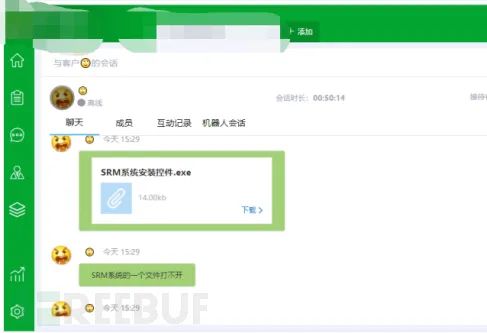 + 添加
与客户的会话
离线
会话时长: 00:50:14
接待
聊天 成员 互动记录 机器人会话
今天 15:29
SRM系统安装控件.exe
14.00kb
下载 >
今天 15:29
SRM系统的一个文件打不开
REEBUF
今天 15:29